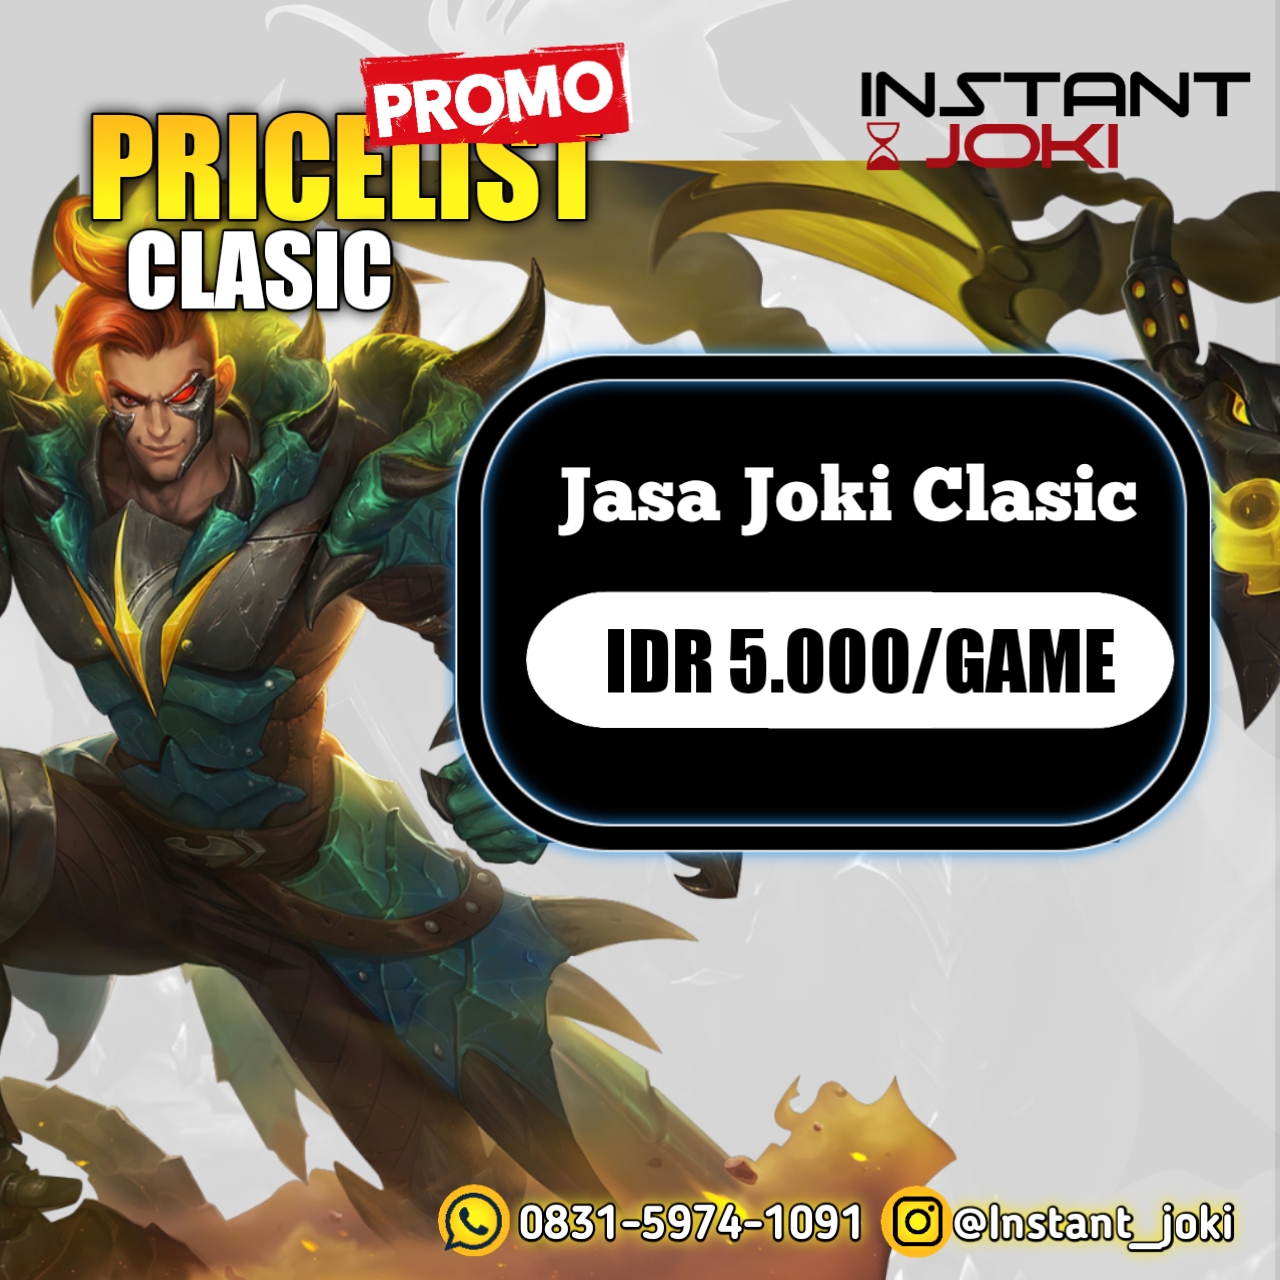 PROMO
PRICELIST
CLASIC
INSTANT
JOKI
Jasa Joki Clasic
IDR 5.000/GAME
0831-5974-1091 @Instant_joki